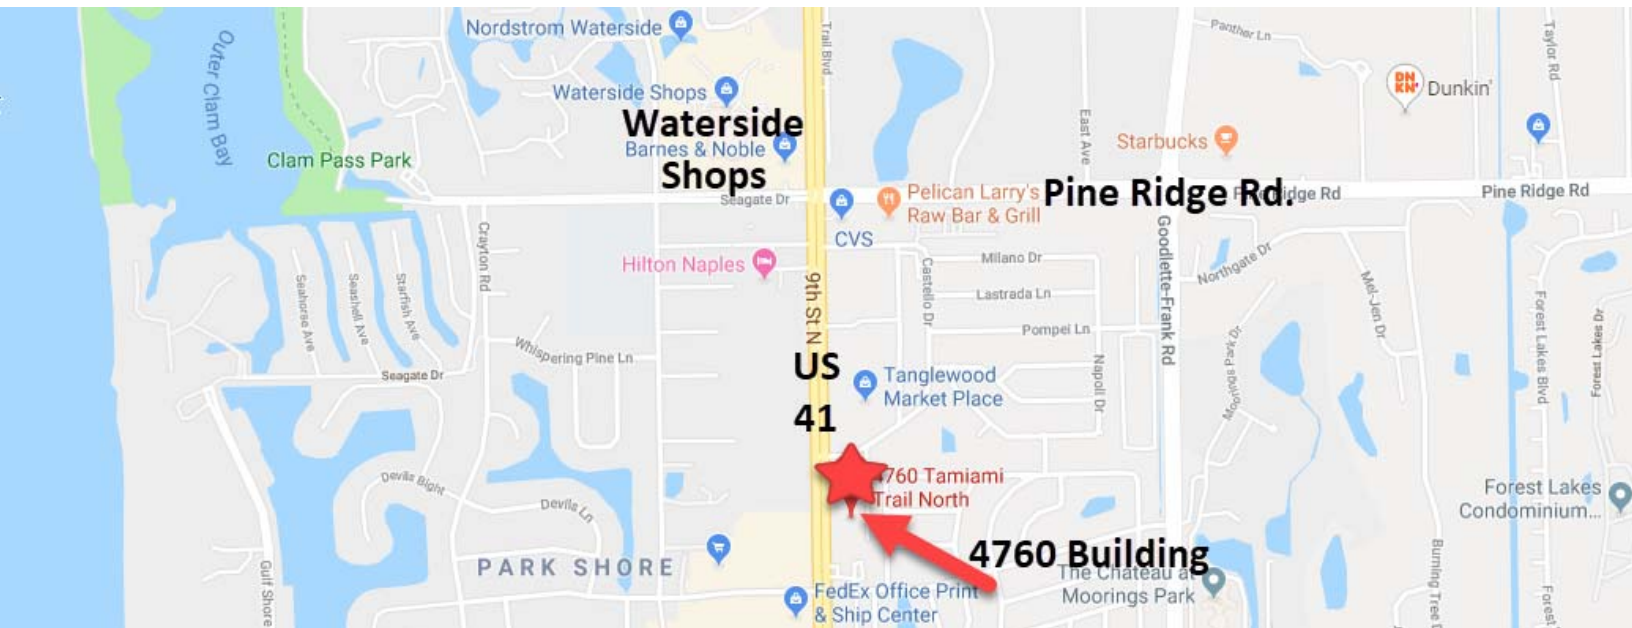 Nordstrom Waterside
Waterside Shops
Waterside
Barnes & Noble
Shops
Seagate Dr
Outer Clam Bay
Clam Pass Park
Trail Blvd
Panther Ln
Taylor Rd
DN
KN'
Dunkin'
East Ave
Starbucks
Pelican Larry's
Raw Bar & Grill
Pine Ridge Rd.
Pine Ridge Rd
Pine Ridge Rd
CVS
Hilton Naples
Crayton Rd
Seahorse Ave
Seashell Ave
Starfish Ave
Whispering Pine Ln
Seagate Dr
9th St N
Castello Dr
Milano Dr
Lastrada Ln
Pompei Ln
Napoli Dr
Goodlette-Frank Rd
Northgate Dr
Mel-Jen Dr
Moorings Park Dr
Forest Lakes Blvd
Forest Lakes Dr
US
41
Tanglewood
Market Place
4760 Tamiami
Trail North
4760 Building
The Chateau at
Moorings Park
Forest Lakes
Condominium...
Devils Bight
Devils Ln
PARK SHORE
Gulf Shore
FedEx Office Print
& Ship Center
Burning Tree D
Forest